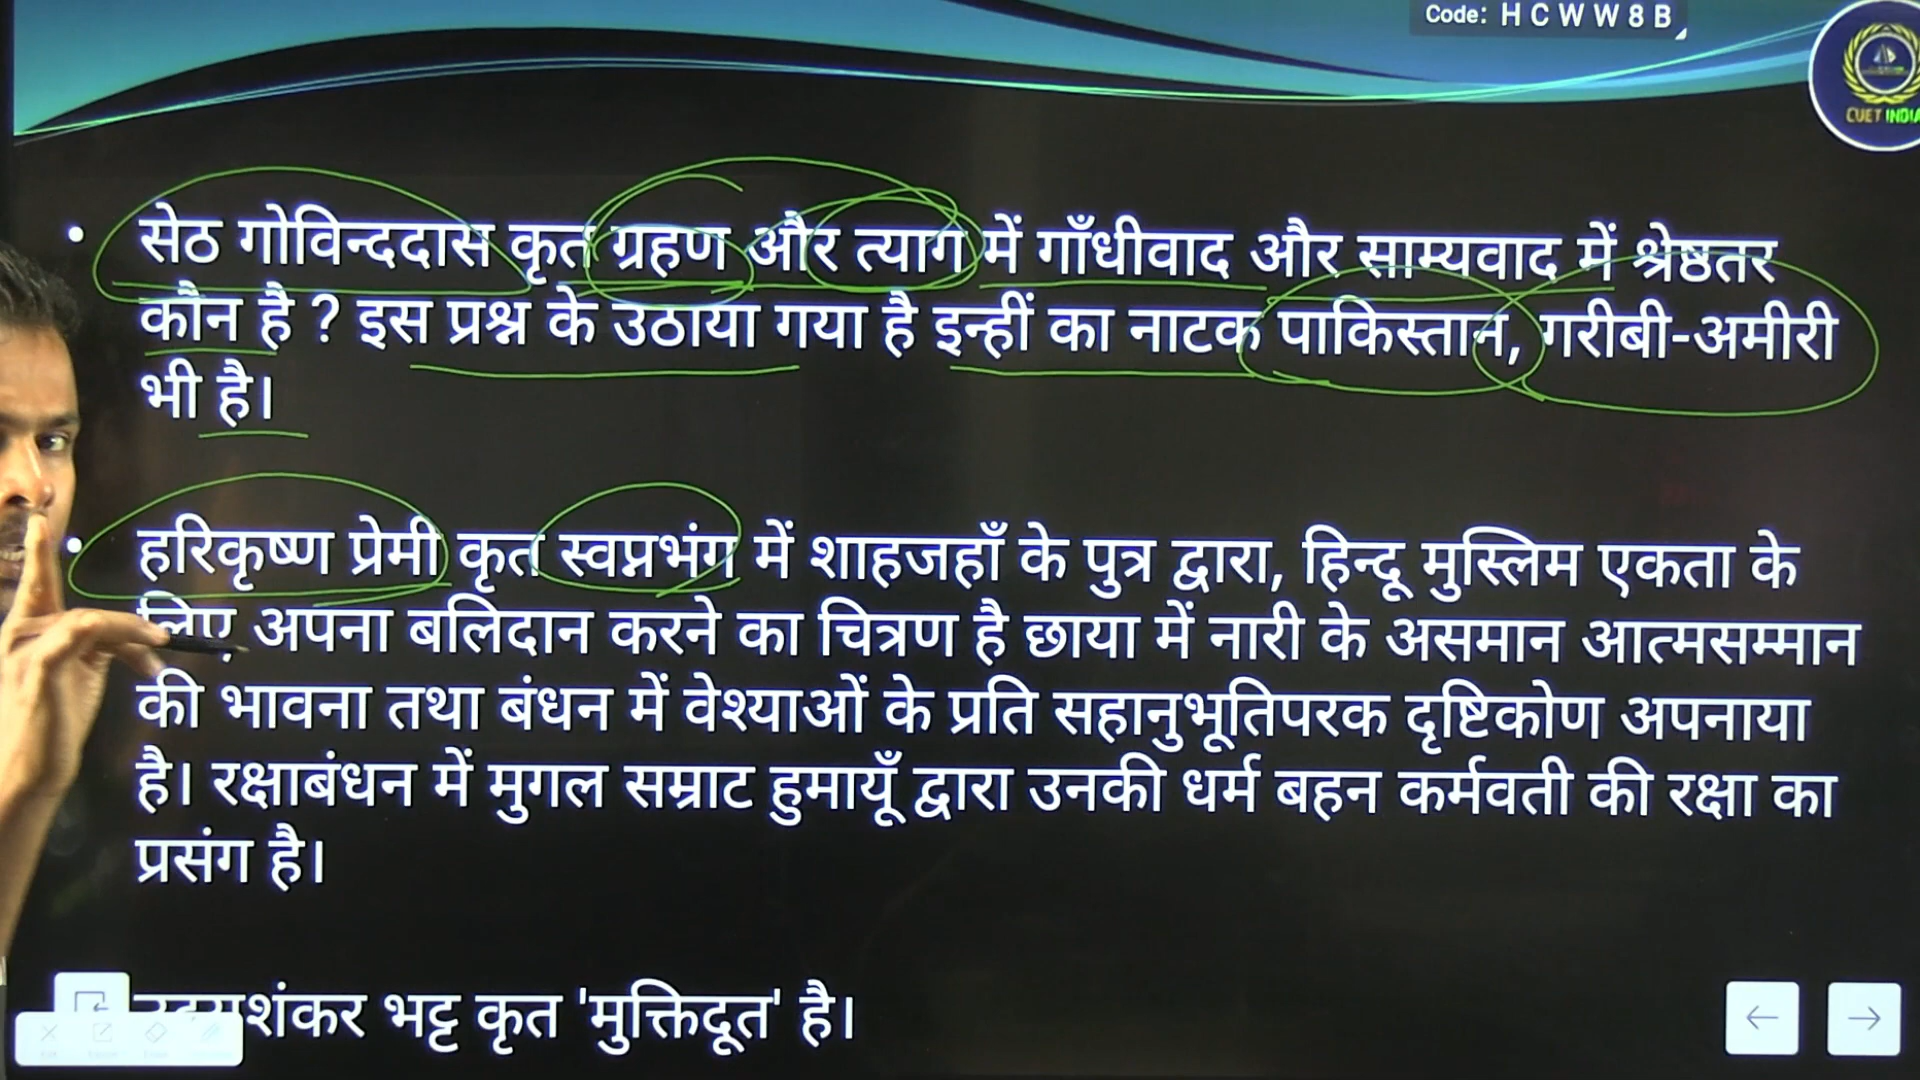 Code: H C W W 8 B
CUET INDIA
• सेठ गोविन्ददास कृत ग्रहण और त्याग में गाँधीवाद और साम्यवाद में श्रेष्ठतर
कौन है ? इस प्रश्न के उठाया गया है इन्हीं का नाटक पाकिस्तान, गरीबी-अमीरी
भी है।
• हरिकृष्ण प्रेमी कृत स्वप्नभंग में शाहजहाँ के पुत्र द्वारा, हिन्दू मुस्लिम एकता के
लिए अपना बलिदान करने का चित्रण है छाया में नारी के असमान आत्मसम्मान
की भावना तथा बंधन में वेश्याओं के प्रति सहानुभूतिपरक दृष्टिकोण अपनाया
है। रक्षाबंधन में मुगल सम्राट हुमायूँ द्वारा उनकी धर्म बहन कर्मवती की रक्षा का
प्रसंग है।
भट्ट कृत 'मुक्तिदूत' है।